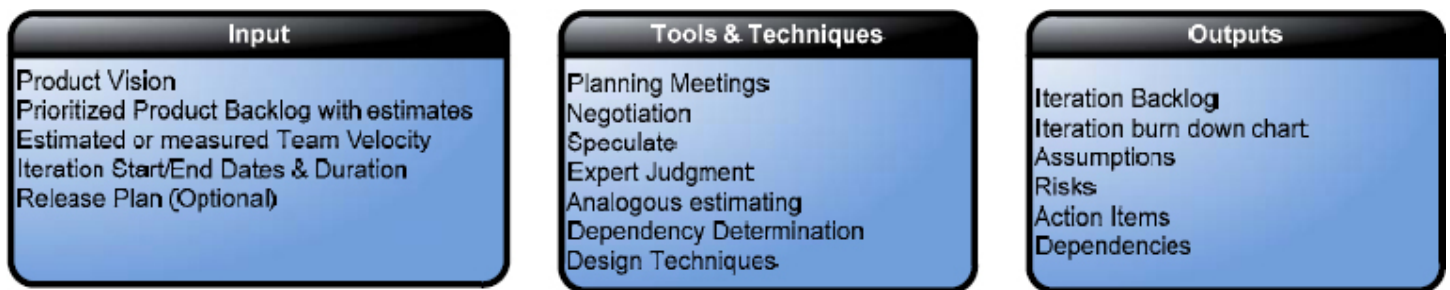 Input
Product Vision
Prioritized Product Backlog with estimates
Estimated or measured Team Velocity
Iteration Start/End Dates & Duration
Release Plan (Optional)
Tools & Techniques
Planning Meetings
Negotiation
Speculate
Expert Judgment
Analogous estimating
Dependency Determination
Design Techniques
Outputs
Iteration Backlog
Iteration burn down chart
Assumptions
Risks
Action Items
Dependencies